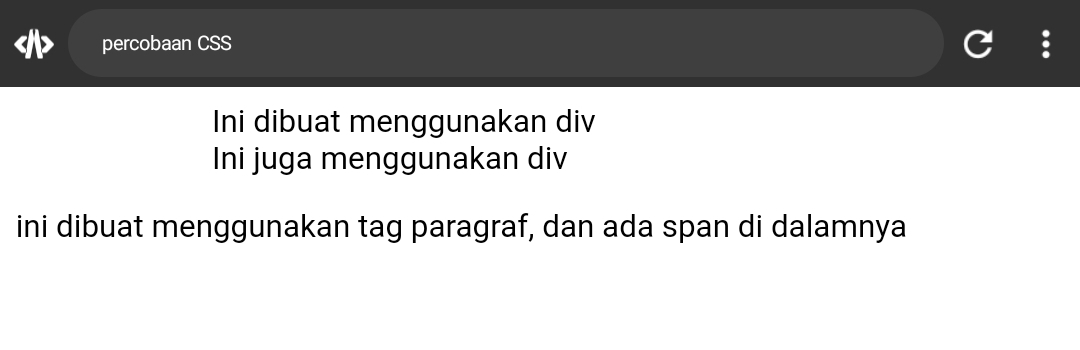 percobaan CSS
Ini dibuat menggunakan div
Ini juga menggunakan div
ini dibuat menggunakan tag paragraf, dan ada span di dalamnya